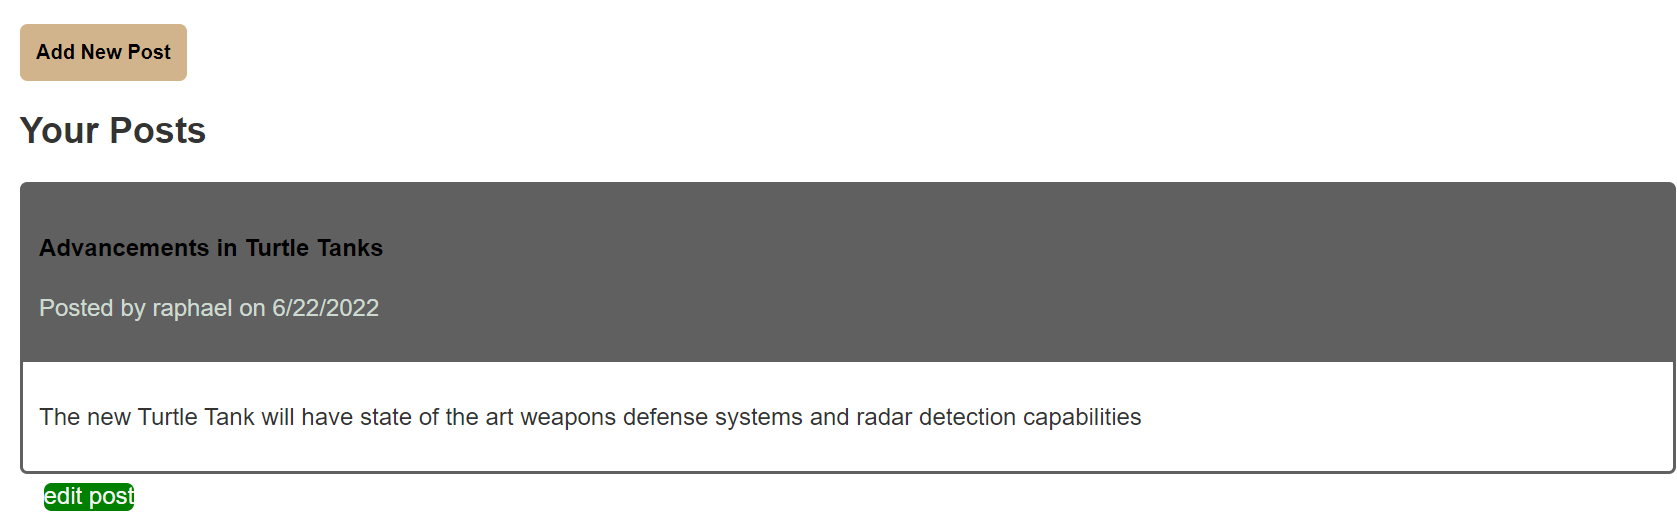 Add New Post
Your Posts
Advancements in Turtle Tanks
Posted by raphael on 6/22/2022
The new Turtle Tank will have state of the art weapons defense systems and radar detection capabilities
edit post